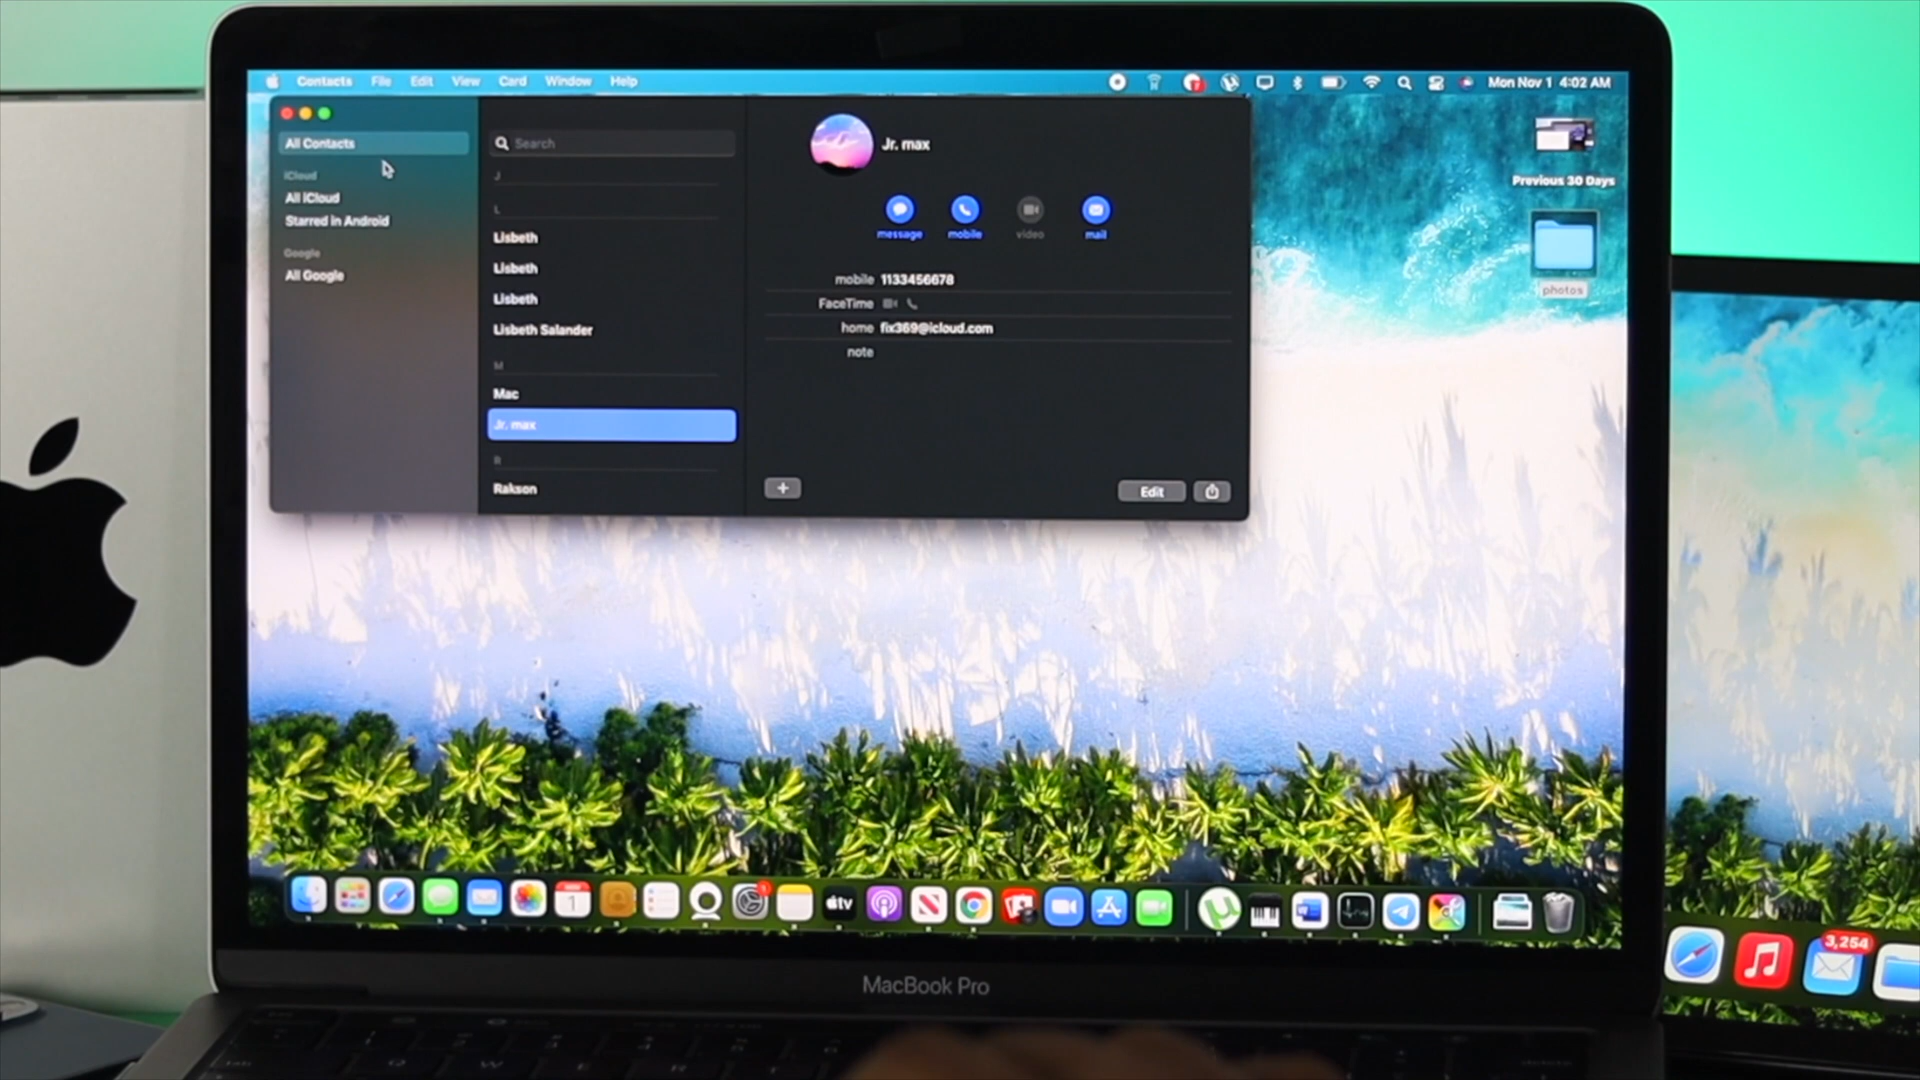 Contacts File Edit View Card Window Help
Mon Nov 1 4:02 AM
All Contacts
iCloud
All iCloud
Starred in Android
Google
All Google
Search
J
L
Lisbeth
Lisbeth
Lisbeth
Lisbeth Salander
M
Mac
Jr. max
R
Rakson
Jr. max
message mobile video mail
mobile 1133456678
FaceTime
home fix369@icloud.com
note
+
Edit
Previous 30 Days
photos
1
tv
W
MacBook Pro
3,254